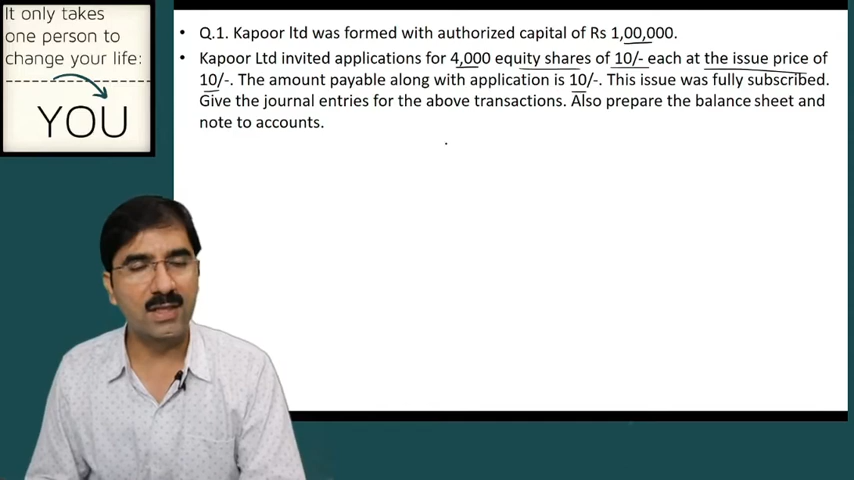 It only takes
one person to
change your life:
YOU
• Q.1. Kapoor ltd was formed with authorized capital of Rs 1,00,000.
• Kapoor Ltd invited applications for 4,000 equity shares of 10/- each at the issue price of
10/-. The amount payable along with application is 10/-. This issue was fully subscribed.
Give the journal entries for the above transactions. Also prepare the balance sheet and
note to accounts.